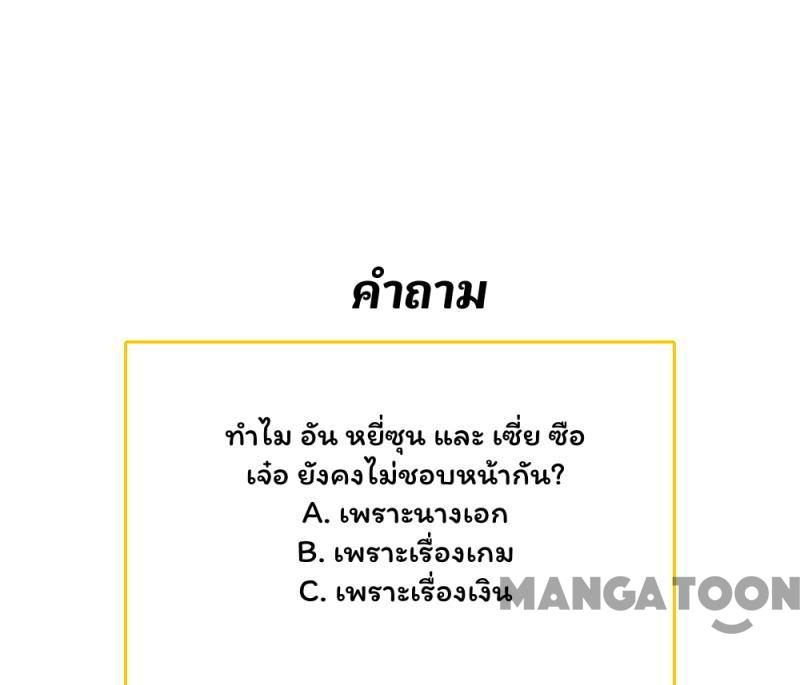 คำถาม
ทำไม อัน หยี่ซุน และ เซี่ย ซือ
เจ๋อ ยังคงไม่ชอบหน้ากัน?
A. เพราะนางเอก
B. เพราะเรื่องเกม
C. เพราะเรื่องเงิน
MANGATOON